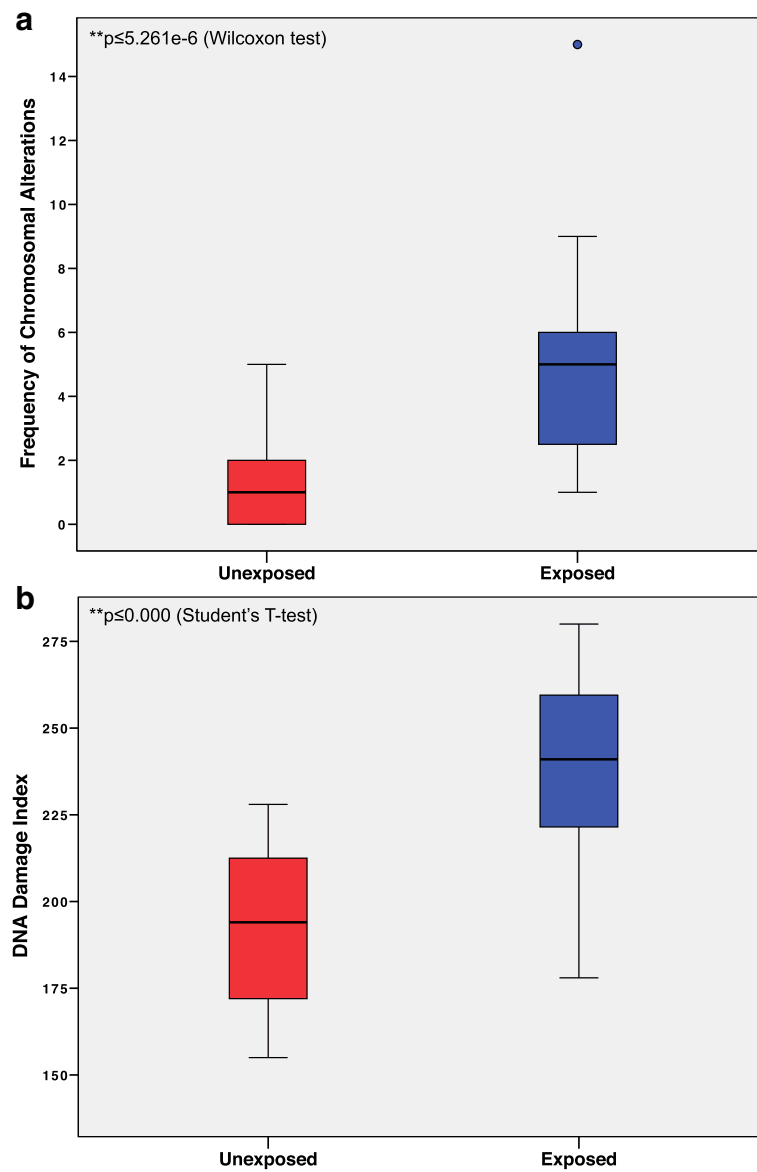 a
**p≤5.261e-6 (Wilcoxon test)
Frequency of Chromosomal Alterations
14
12
10
8
6
4
2
0
Unexposed
Exposed
b
**p≤0.000 (Student's T-test)
DNA Damage Index
275
250
225
200
175
150
Unexposed
Exposed